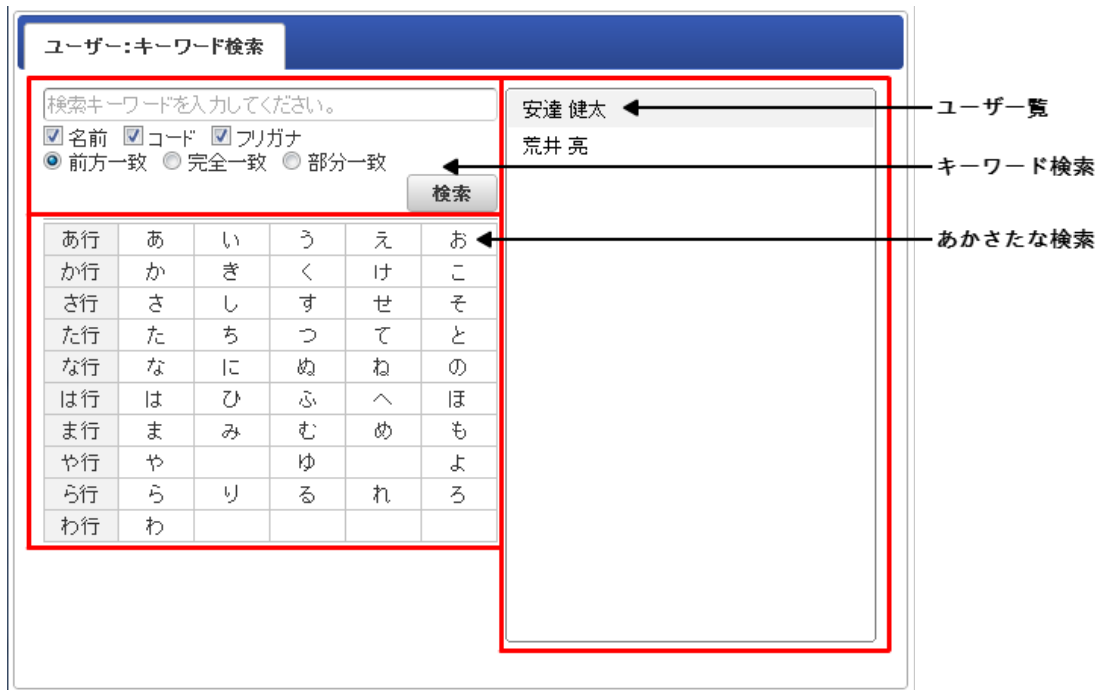 ユーザー:キーワード検索
検索キーワードを入力してください。
名前 コード フリガナ
前方一致 完全一致 部分一致
検索
あ行 あ い う え お
か行 か き く け こ
さ行 さ し す せ そ
た行 た ち つ て と
な行 な に ぬ ね の
は行 は ひ ふ へ ほ
ま行 ま み む め も
や行 や ゆ よ
ら行 ら り る れ ろ
わ行 わ
安達 健太
荒井 亮
ユーザ一覧
キーワード検索
あかさたな検索